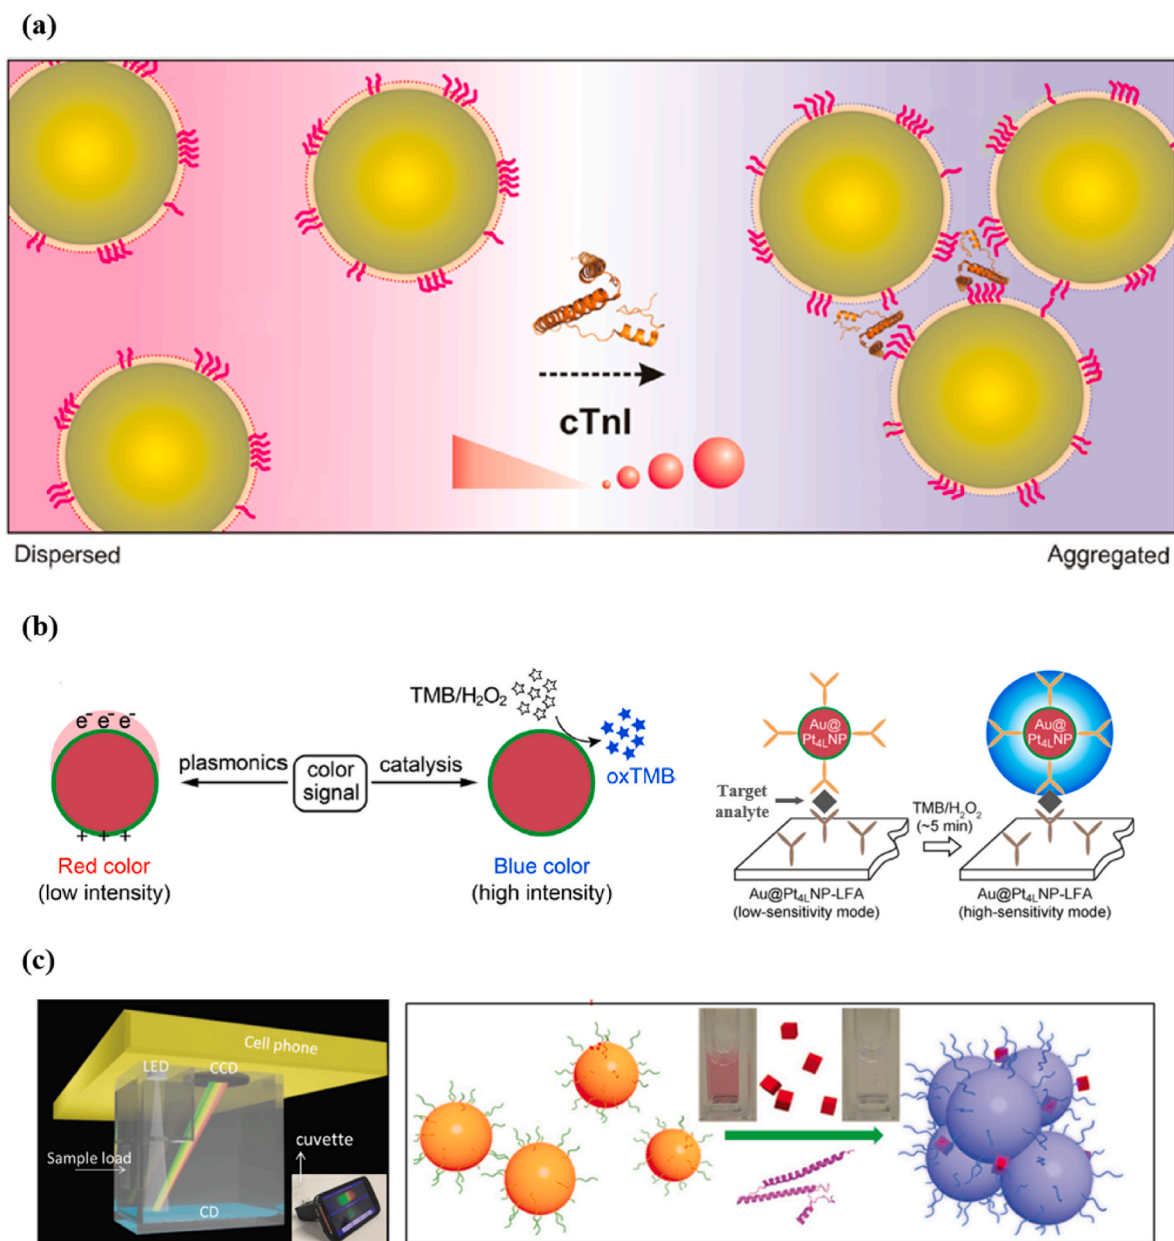 (a)
cTnI
Dispersed
Aggregated
(b)
e⁻ e⁻ e⁻
+ + +
plasmonics
color
signal
catalysis
TMB/H₂O₂
oxTMB
Red color
(low intensity)
Blue color
(high intensity)
Au@
Pt₄LNP
Target
analyte
Au@Pt₄LNP-LFA
(low-sensitivity mode)
TMB/H₂O₂
(~5 min)
Au@
Pt₄LNP
Au@Pt₄LNP-LFA
(high-sensitivity mode)
(c)
Cell phone
LED
CCD
Sample load
CD
cuvette